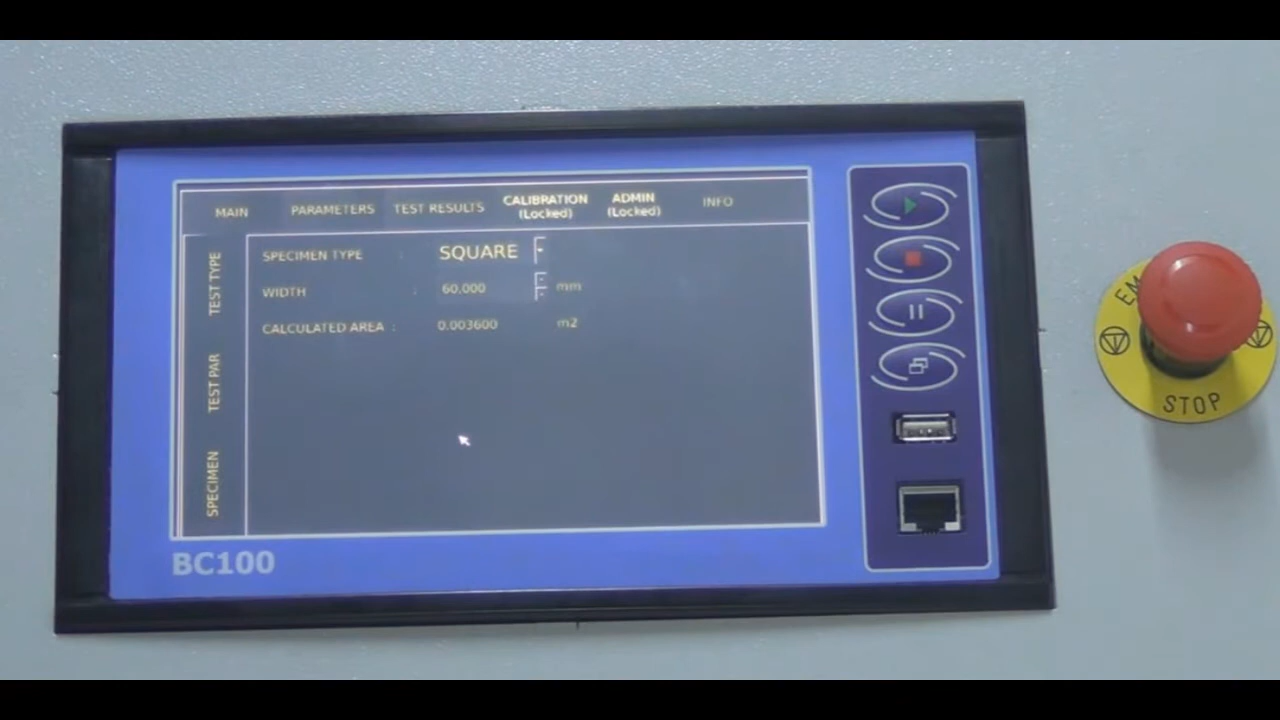 MAIN PARAMETERS TEST RESULTS CALIBRATION (Locked) ADMIN (Locked) INFO
TEST TYPE
TEST PAR
SPECIMEN
SPECIMEN TYPE : SQUARE
WIDTH : 60.000 mm
CALCULATED AREA : 0.003600 m2
BC100
EM
STOP